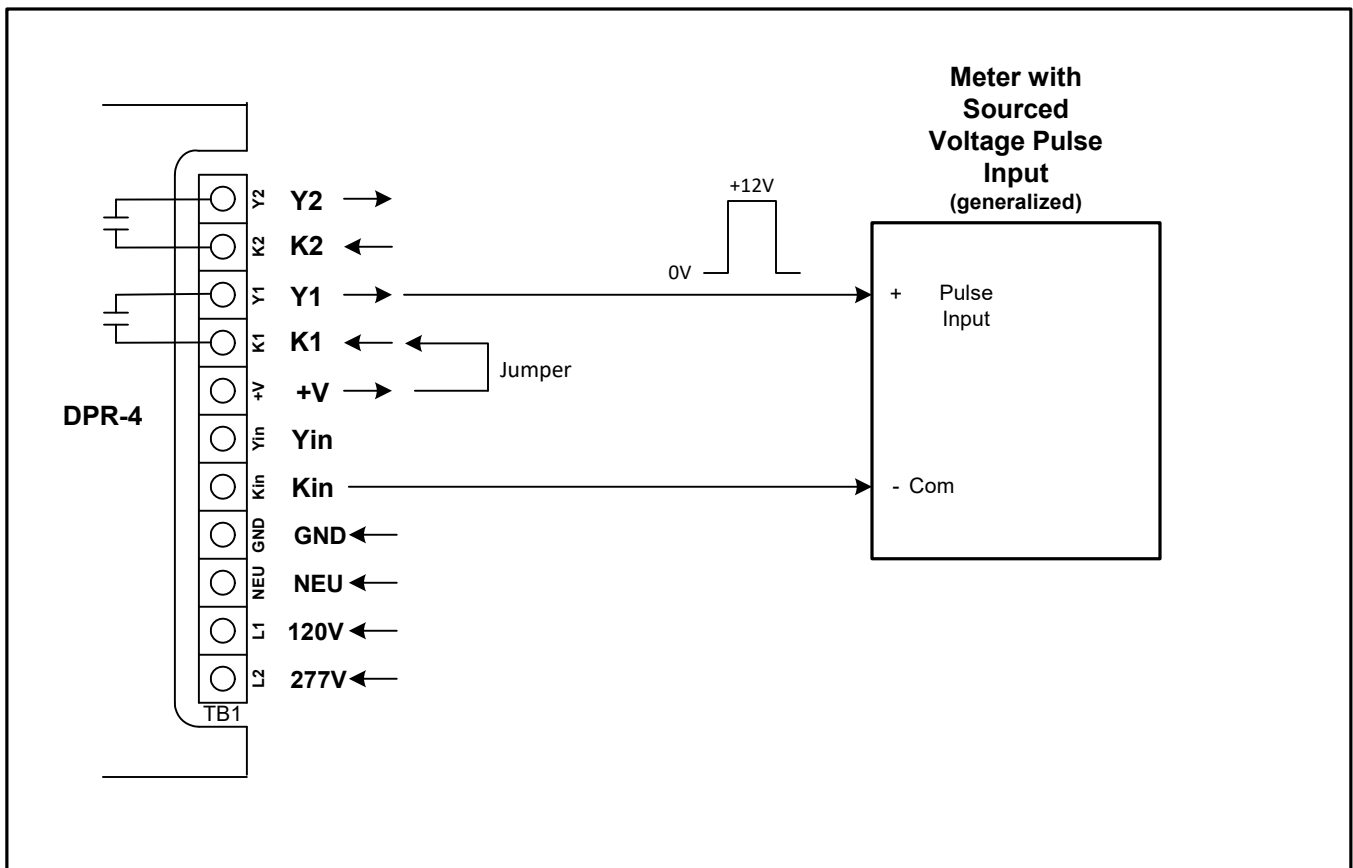 Meter with
Sourced
Voltage Pulse
Input
(generalized)
+12V
0V
Y2 Y2
K2 K2
Y1 Y1
K1 K1
+V +V
Yin Yin
Kin Kin
GND GND
NEU NEU
L1 120V
L2 277V
TB1
DPR-4
Jumper
+ Pulse
Input
- Com